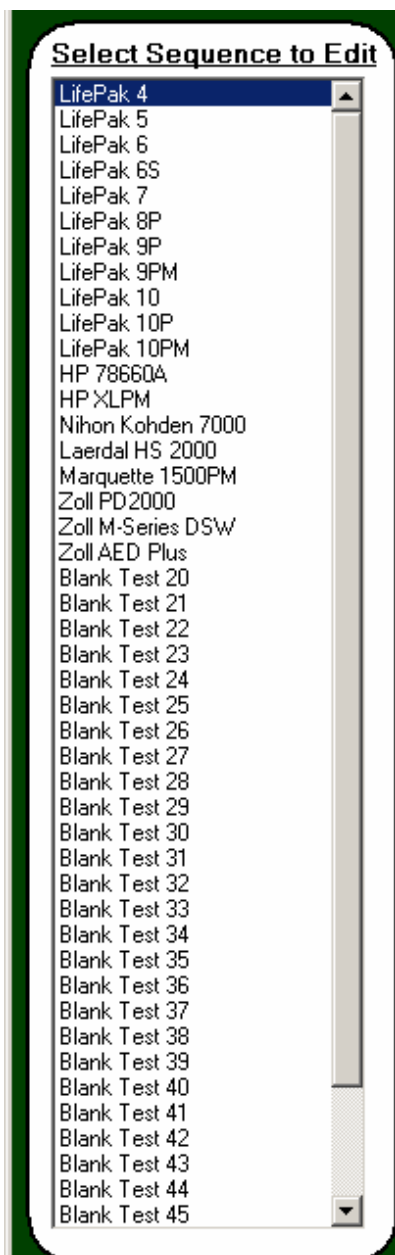 Select Sequence to Edit
LifePak 4
LifePak 5
LifePak 6
LifePak 6S
LifePak 7
LifePak 8P
LifePak 9P
LifePak 9PM
LifePak 10
LifePak 10P
LifePak 10PM
HP 78660A
HP XLPM
Nihon Kohden 7000
Laerdal HS 2000
Marquette 1500PM
Zoll PD2000
Zoll M-Series DSW
Zoll AED Plus
Blank Test 20
Blank Test 21
Blank Test 22
Blank Test 23
Blank Test 24
Blank Test 25
Blank Test 26
Blank Test 27
Blank Test 28
Blank Test 29
Blank Test 30
Blank Test 31
Blank Test 32
Blank Test 33
Blank Test 34
Blank Test 35
Blank Test 36
Blank Test 37
Blank Test 38
Blank Test 39
Blank Test 40
Blank Test 41
Blank Test 42
Blank Test 43
Blank Test 44
Blank Test 45